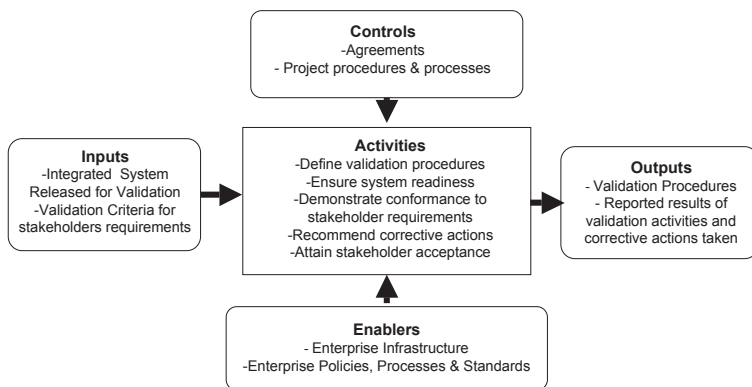 Controls
-Agreements
- Project procedures & processes
Inputs
-Integrated System
Released for Validation
-Validation Criteria for
stakeholders requirements
Activities
-Define validation procedures
-Ensure system readiness
-Demonstrate conformance to
stakeholder requirements
-Recommend corrective actions
-Attain stakeholder acceptance
Outputs
- Validation Procedures
- Reported results of
validation activities and
corrective actions taken
Enablers
- Enterprise Infrastructure
-Enterprise Policies, Processes & Standards